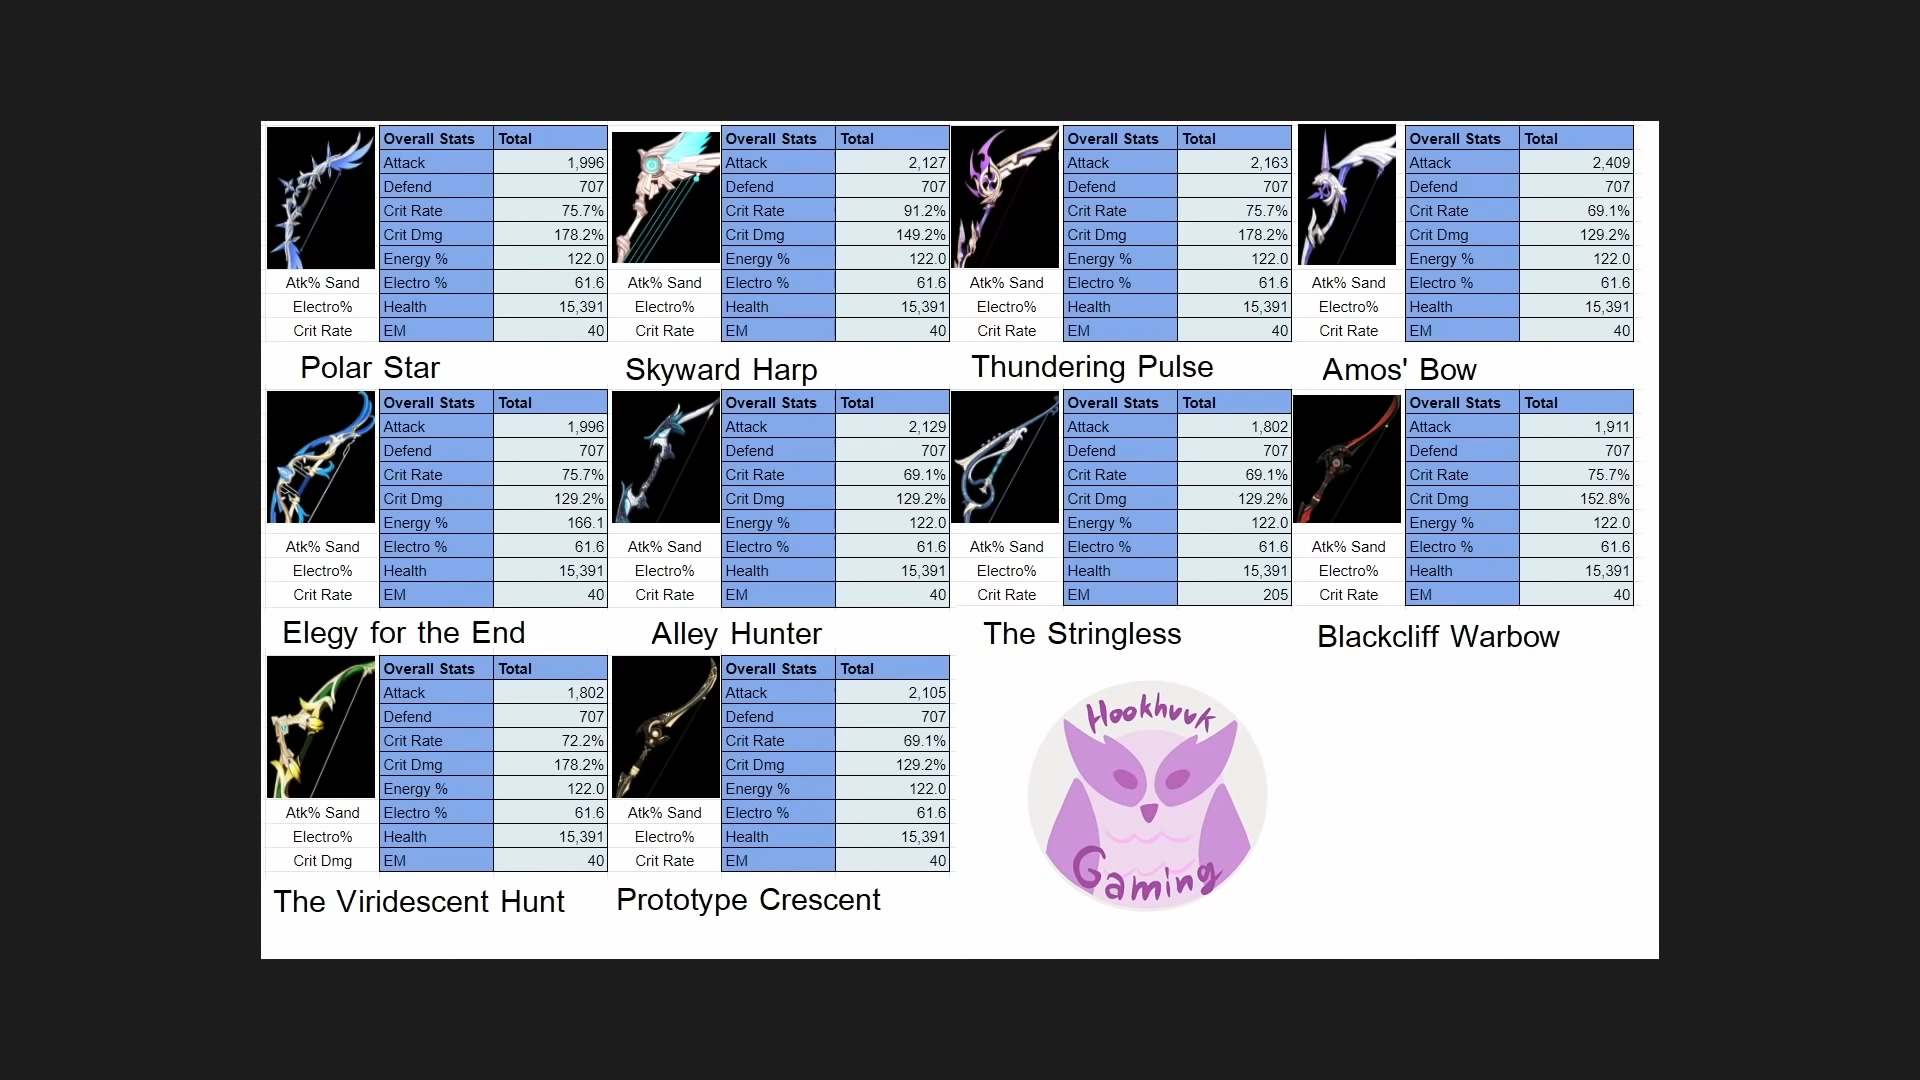 Overall Stats Total
Attack 1,996
Defend 707
Crit Rate 75.7%
Crit Dmg 178.2%
Energy % 122.0
Atk% Sand Electro % 61.6
Electro% Health 15,391
Crit Rate EM 40
Polar Star
Overall Stats Total
Attack 2,127
Defend 707
Crit Rate 91.2%
Crit Dmg 149.2%
Energy % 122.0
Atk% Sand Electro % 61.6
Electro% Health 15,391
Crit Rate EM 40
Skyward Harp
Overall Stats Total
Attack 2,163
Defend 707
Crit Rate 75.7%
Crit Dmg 178.2%
Energy % 122.0
Atk% Sand Electro % 61.6
Electro% Health 15,391
Crit Rate EM 40
Thundering Pulse
Overall Stats Total
Attack 2,409
Defend 707
Crit Rate 69.1%
Crit Dmg 129.2%
Energy % 122.0
Atk% Sand Electro % 61.6
Electro% Health 15,391
Crit Rate EM 40
Amos' Bow
Overall Stats Total
Attack 1,996
Defend 707
Crit Rate 75.7%
Crit Dmg 129.2%
Energy % 166.1
Atk% Sand Electro % 61.6
Electro% Health 15,391
Crit Rate EM 40
Elegy for the End
Overall Stats Total
Attack 2,129
Defend 707
Crit Rate 69.1%
Crit Dmg 129.2%
Energy % 122.0
Atk% Sand Electro % 61.6
Electro% Health 15,391
Crit Rate EM 40
Alley Hunter
Overall Stats Total
Attack 1,802
Defend 707
Crit Rate 69.1%
Crit Dmg 129.2%
Energy % 122.0
Atk% Sand Electro % 61.6
Electro% Health 15,391
Crit Rate EM 205
The Stringless
Overall Stats Total
Attack 1,911
Defend 707
Crit Rate 75.7%
Crit Dmg 152.8%
Energy % 122.0
Atk% Sand Electro % 61.6
Electro% Health 15,391
Crit Rate EM 40
Blackcliff Warbow
Overall Stats Total
Attack 1,802
Defend 707
Crit Rate 72.2%
Crit Dmg 178.2%
Energy % 122.0
Atk% Sand Electro % 61.6
Electro% Health 15,391
Crit Dmg EM 40
The Viridescent Hunt
Overall Stats Total
Attack 2,105
Defend 707
Crit Rate 69.1%
Crit Dmg 129.2%
Energy % 122.0
Atk% Sand Electro % 61.6
Electro% Health 15,391
Crit Rate EM 40
Prototype Crescent
Hookhuuk
Gaming